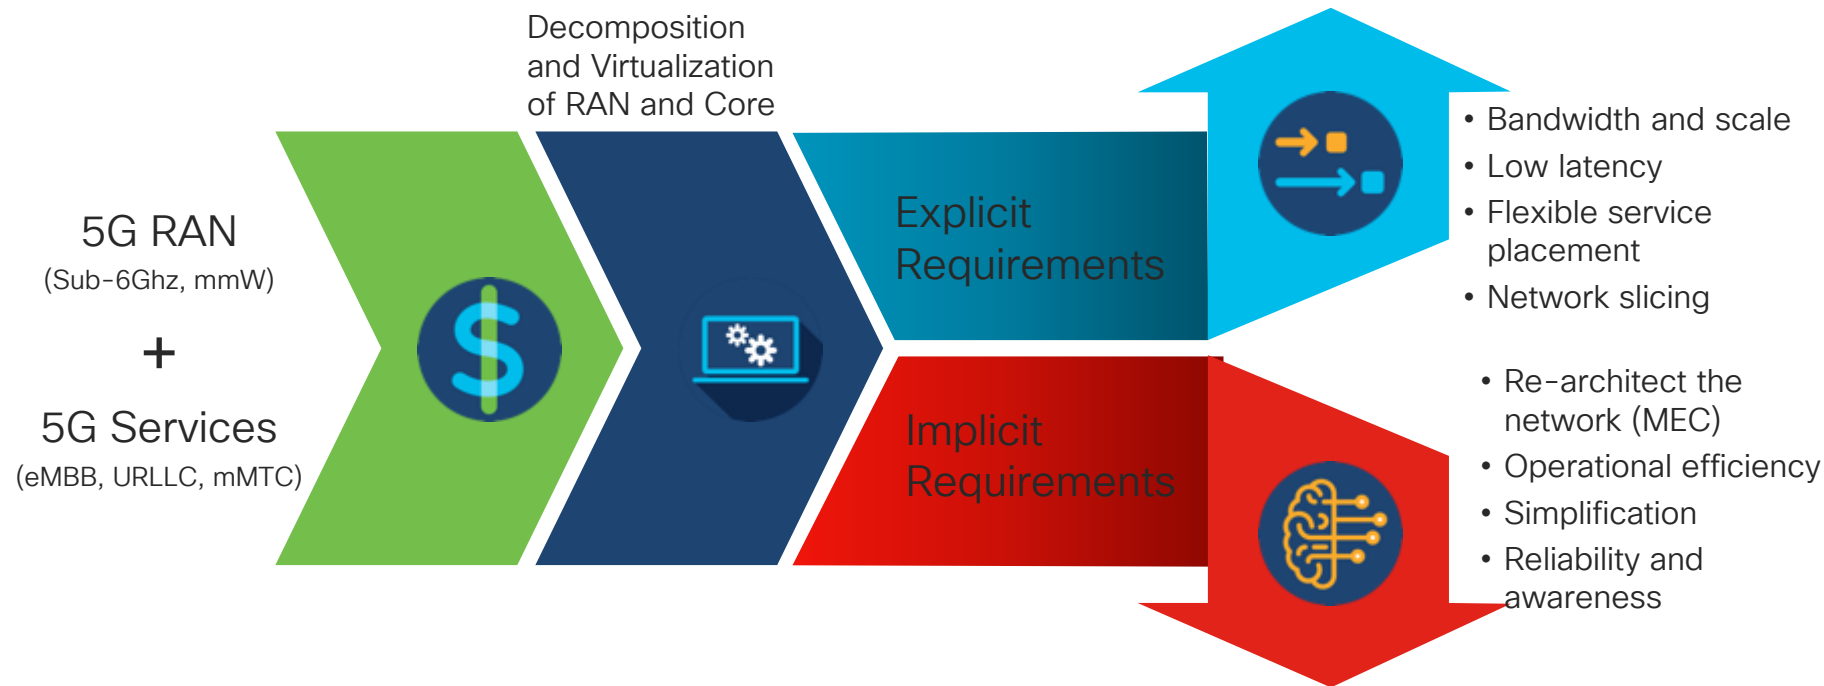 Decomposition
and Virtualization
of RAN and Core
5G RAN
(Sub-6Ghz, mmW)
+
5G Services
(eMBB, URLLC, mMTC)
$
Explicit
Requirements
• Bandwidth and scale
• Low latency
• Flexible service
placement
• Network slicing
Implicit
Requirements
• Re-architect the
network (MEC)
• Operational efficiency
• Simplification
• Reliability and
awareness